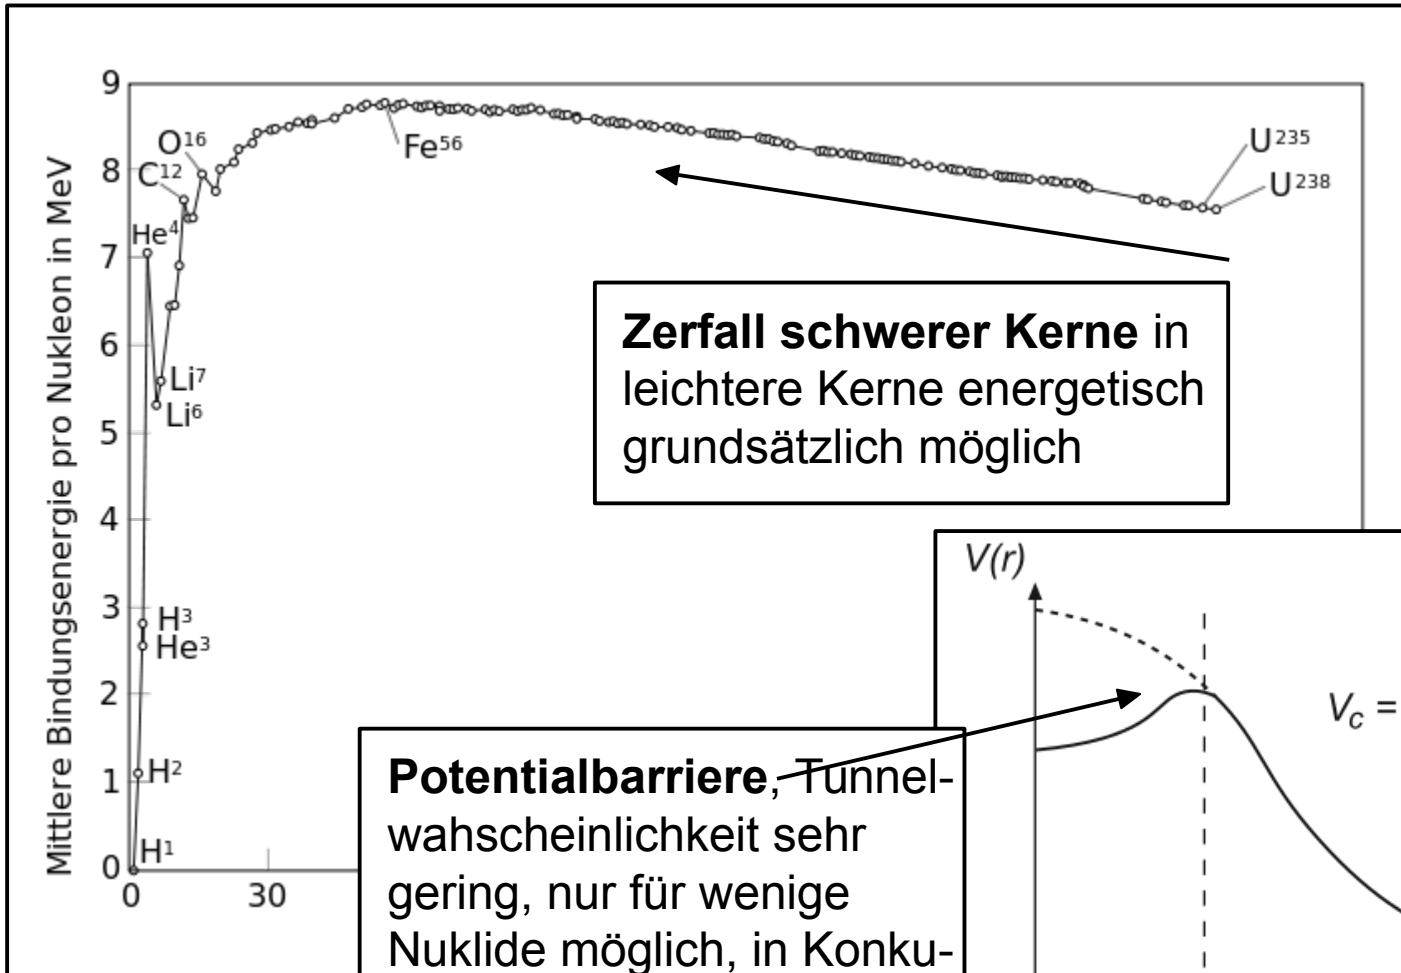 Mittlere Bindungsenergie pro Nukleon in MeV
9
8
7
6
5
4
3
2
1
0
0
30
H¹
H²
H³
He³
He⁴
Li⁷
Li⁶
C¹²
O¹⁶
Fe⁵⁶
U²³⁵
U²³⁸
Zerfall schwerer Kerne in
leichtere Kerne energetisch
grundsätzlich möglich
V(r)
V_c =
Potentialbarriere, Tunnel-
wahscheinlichkeit sehr
gering, nur für wenige
Nuklide möglich, in Konku-